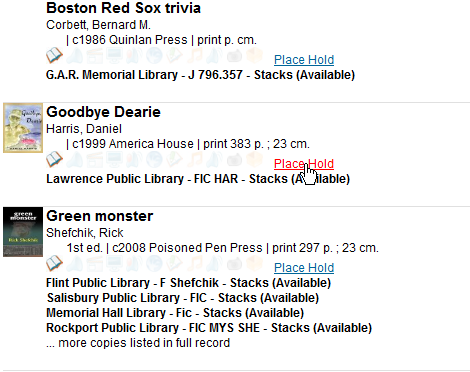 Boston Red Sox trivia
Corbett, Bernard M.
| c1986 Quinlan Press | print p. cm.
Place Hold
G.A.R. Memorial Library - J 796.357 - Stacks (Available)
Goodbye Dearie
Harris, Daniel
| c1999 America House | print 383 p. ; 23 cm.
Place Hold
Lawrence Public Library - FIC HAR - Stacks (Available)
green monster
Rick Shefchik
Green monster
Shefchik, Rick
1st ed. | c2008 Poisoned Pen Press | print 297 p. ; 23 cm.
Place Hold
Flint Public Library - F Shefchik - Stacks (Available)
Salisbury Public Library - FIC - Stacks (Available)
Memorial Hall Library - Fic - Stacks (Available)
Rockport Public Library - FIC MYS SHE - Stacks (Available)
... more copies listed in full record